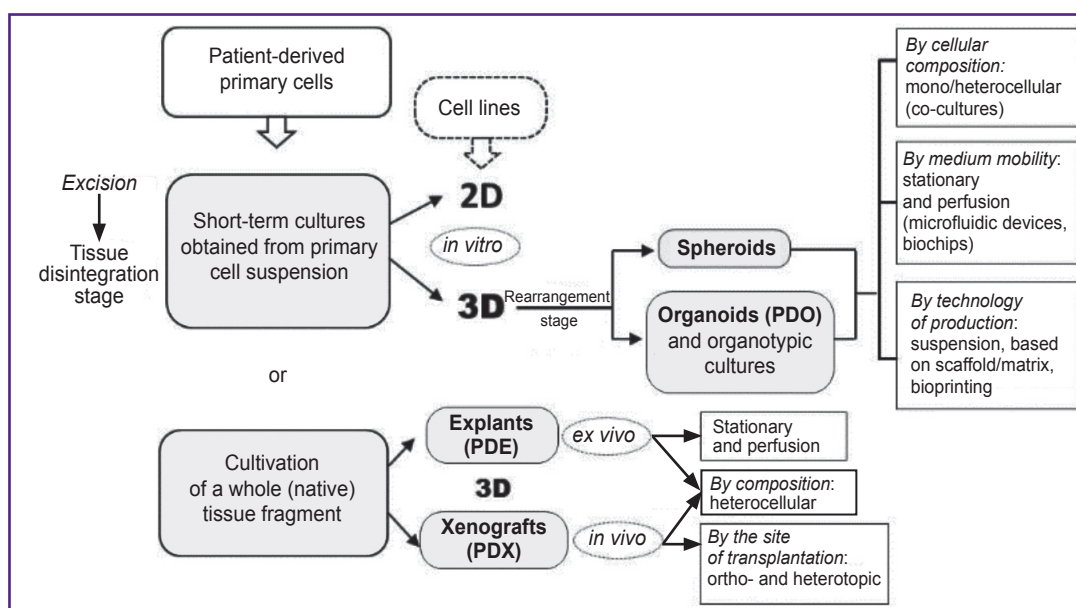 Patient-derived
primary cells
Cell lines
Excision
Tissue
disintegration
stage
Short-term cultures
obtained from primary
cell suspension
2D
in vitro
3D
Rearrangement
stage
Spheroids
Organoids (PDO)
and organotypic
cultures
By cellular
composition:
mono/heterocellular
(co-cultures)
By medium mobility:
stationary
and perfusion
(microfluidic devices,
biochips)
By technology
of production:
suspension, based
on scaffold/matrix,
bioprinting
or
Cultivation
of a whole (native)
tissue fragment
Explants
(PDE)
ex vivo
3D
Xenografts
(PDX)
in vivo
Stationary
and perfusion
By composition:
heterocellular
By the site
of transplantation:
ortho- and heterotopic